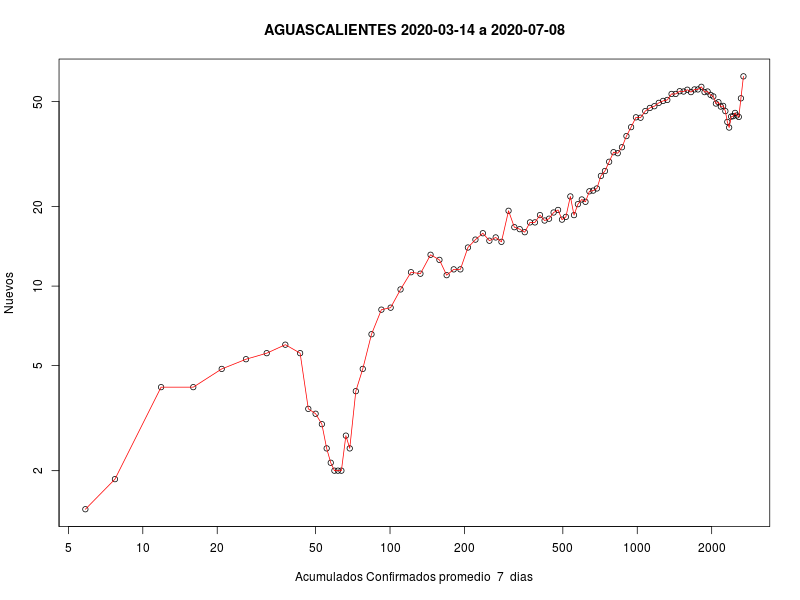 AGUASCALIENTES 2020-03-14 a 2020-07-08
Nuevos
50
20
10
5
2
5 10 20 50 100 200 500 1000 2000
Acumulados Confirmados promedio 7 dias